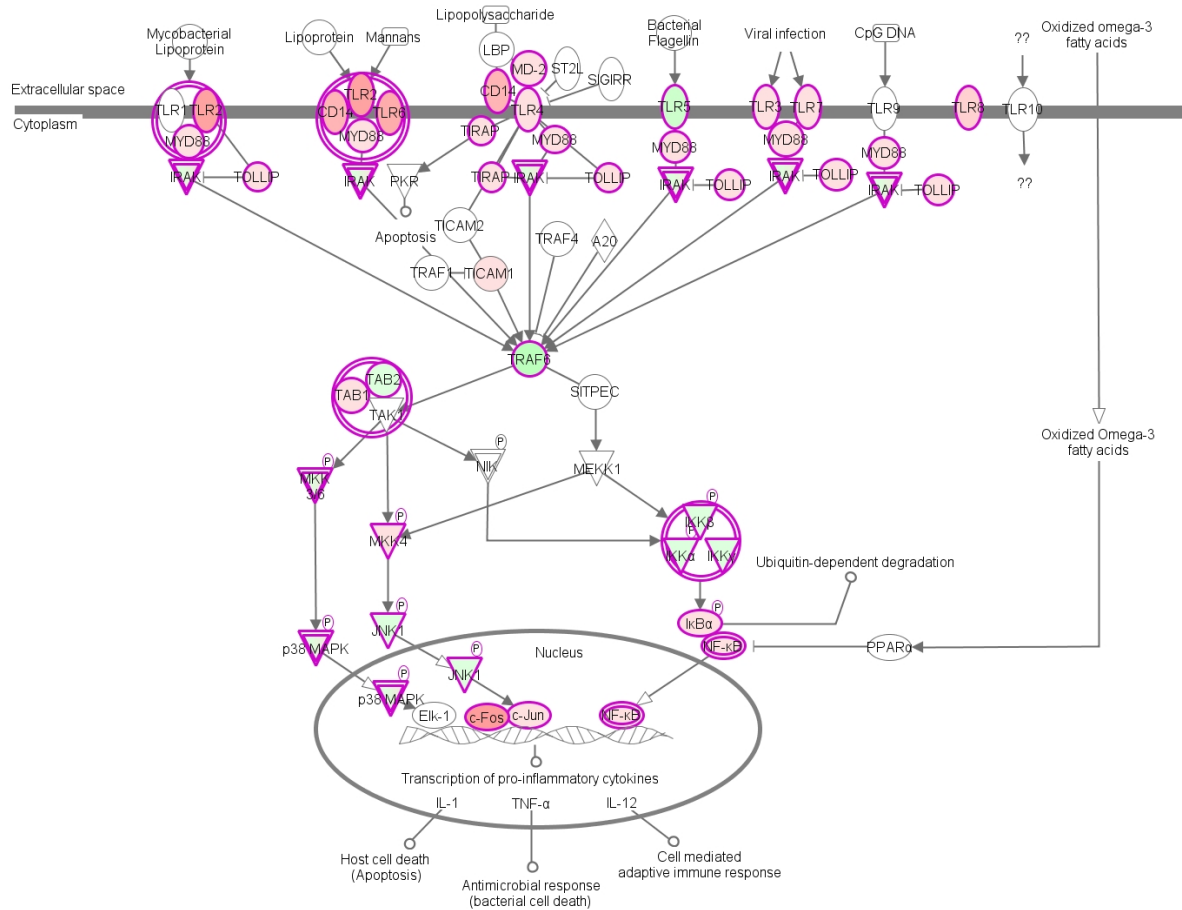 Lipopolysaccharide
Mycobacterial
Lipoprotein
Lipoprotein
Mannans
LBP
Bacterial
Flagellin
Viral infection
CpG DNA
??
Oxidized omega-3
fatty acids
MD-2
ST2L
SIGIRR
Extracellular space
Cytoplasm
TLR1
TLR2
MYD88
CD14
TLR2
TLR6
MYD88
CD14
TLR4
TLR5
TLR3
TLR7
TLR9
TLR8
TLR10
TIRAP
MYD88
MYD88
MYD88
MYD88
IRAK
TOLLIP
IRAK
PKR
TIRAP
IRAK
TOLLIP
IRAK
TOLLIP
IRAK
TOLLIP
IRAK
TOLLIP
??
Apoptosis
TICAM2
TRAF4
A20
TRAF1
TICAM1
TRAF6
TAB2
TAB1
TAK1
SITPEC
Oxidized Omega-3
fatty acids
P
MKK
3/6
P
NIK
MEKK1
P
MKK4
P
IKKβ
P
IKKα
IKKγ
Ubiquitin-dependent degradation
P
p38 MAPK
P
JNK1
P
IκBα
NF-κB
PPARα
Nucleus
P
p38 MAPK
P
JNK1
Elk-1
c-Fos
c-Jun
NF-κB
Transcription of pro-inflammatory cytokines
IL-1
TNF-α
IL-12
Host cell death
(Apoptosis)
Antimicrobial response
(bacterial cell death)
Cell mediated
adaptive immune response